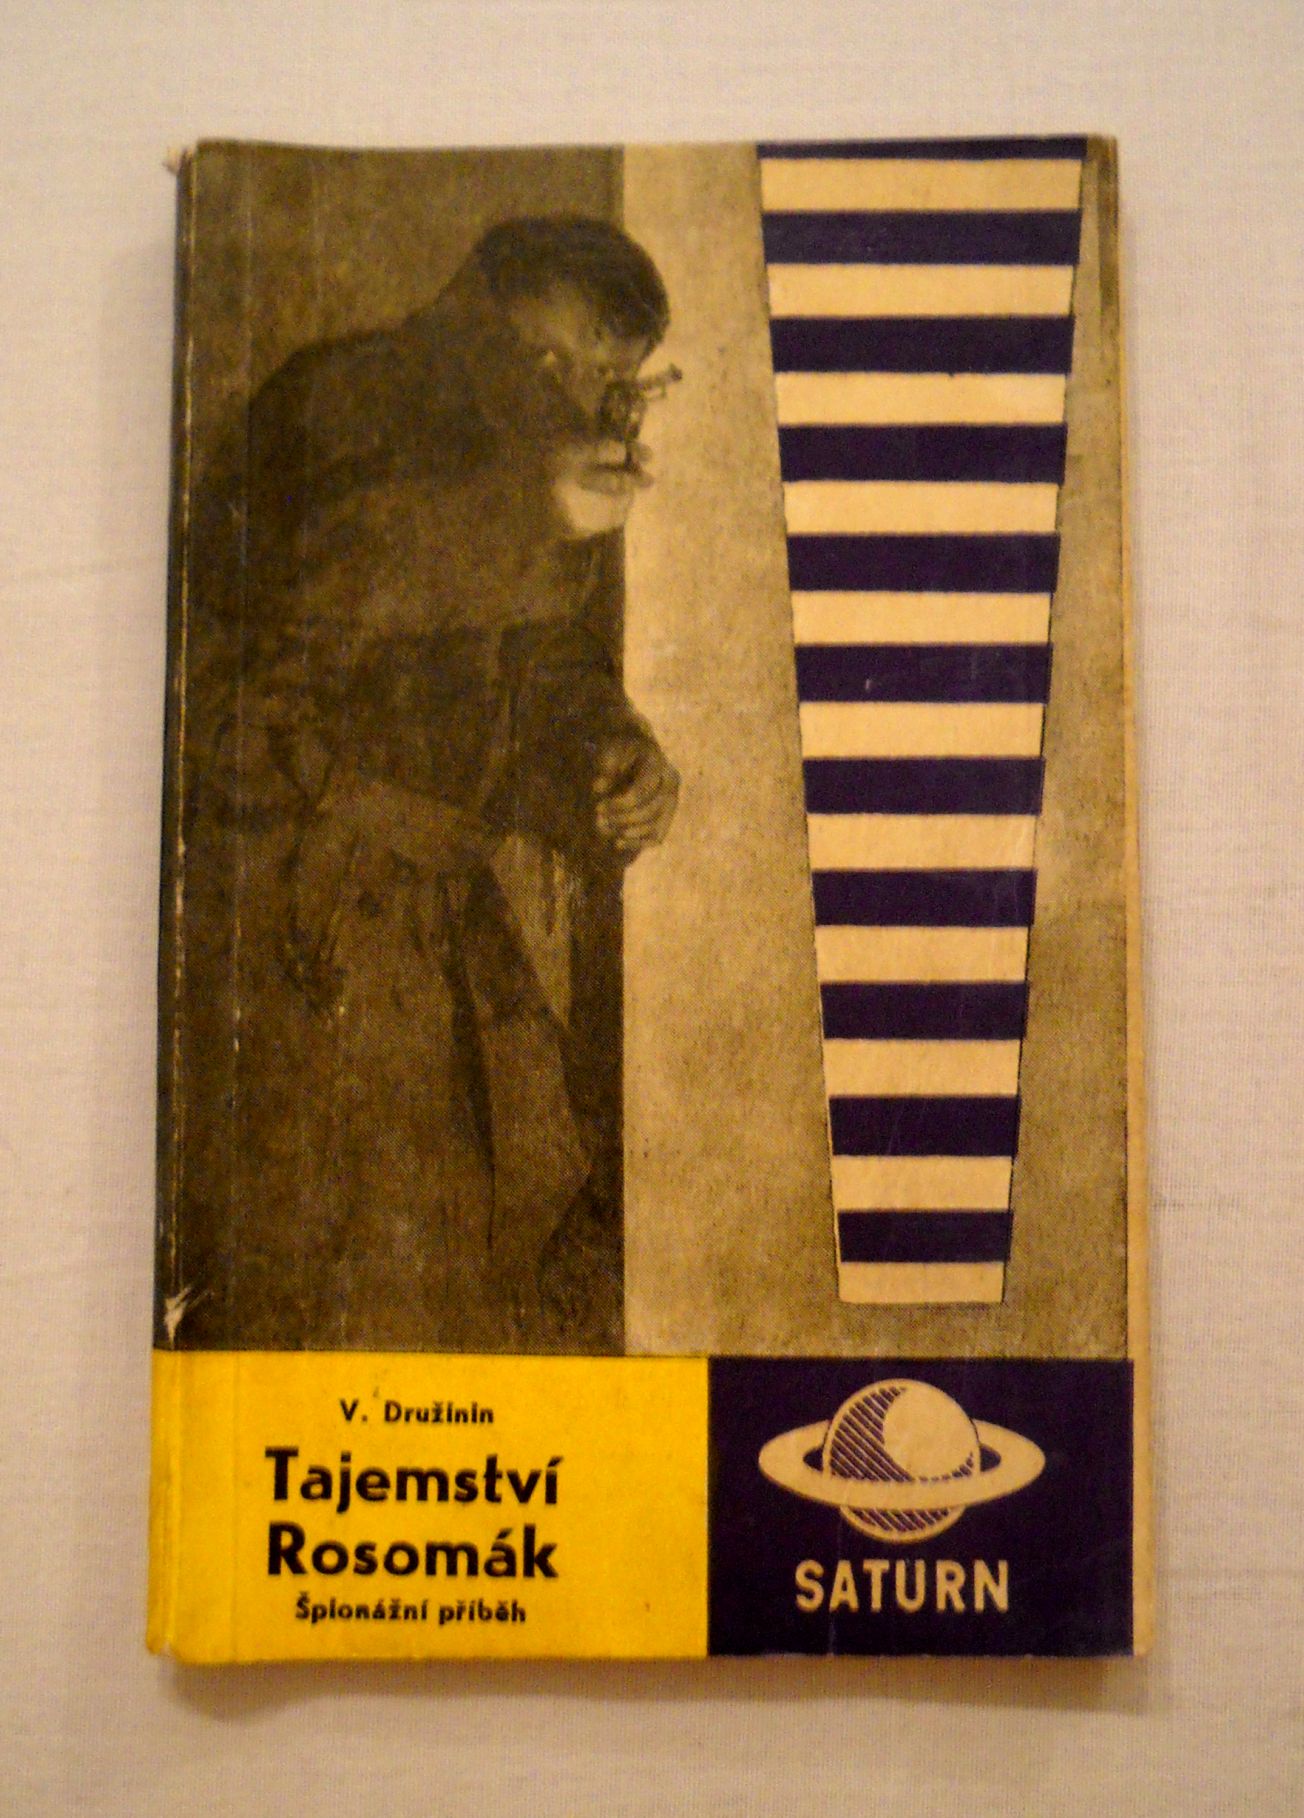 V. Družinin
Tajemství
Rosomák
Špionážní příběh
SATURN